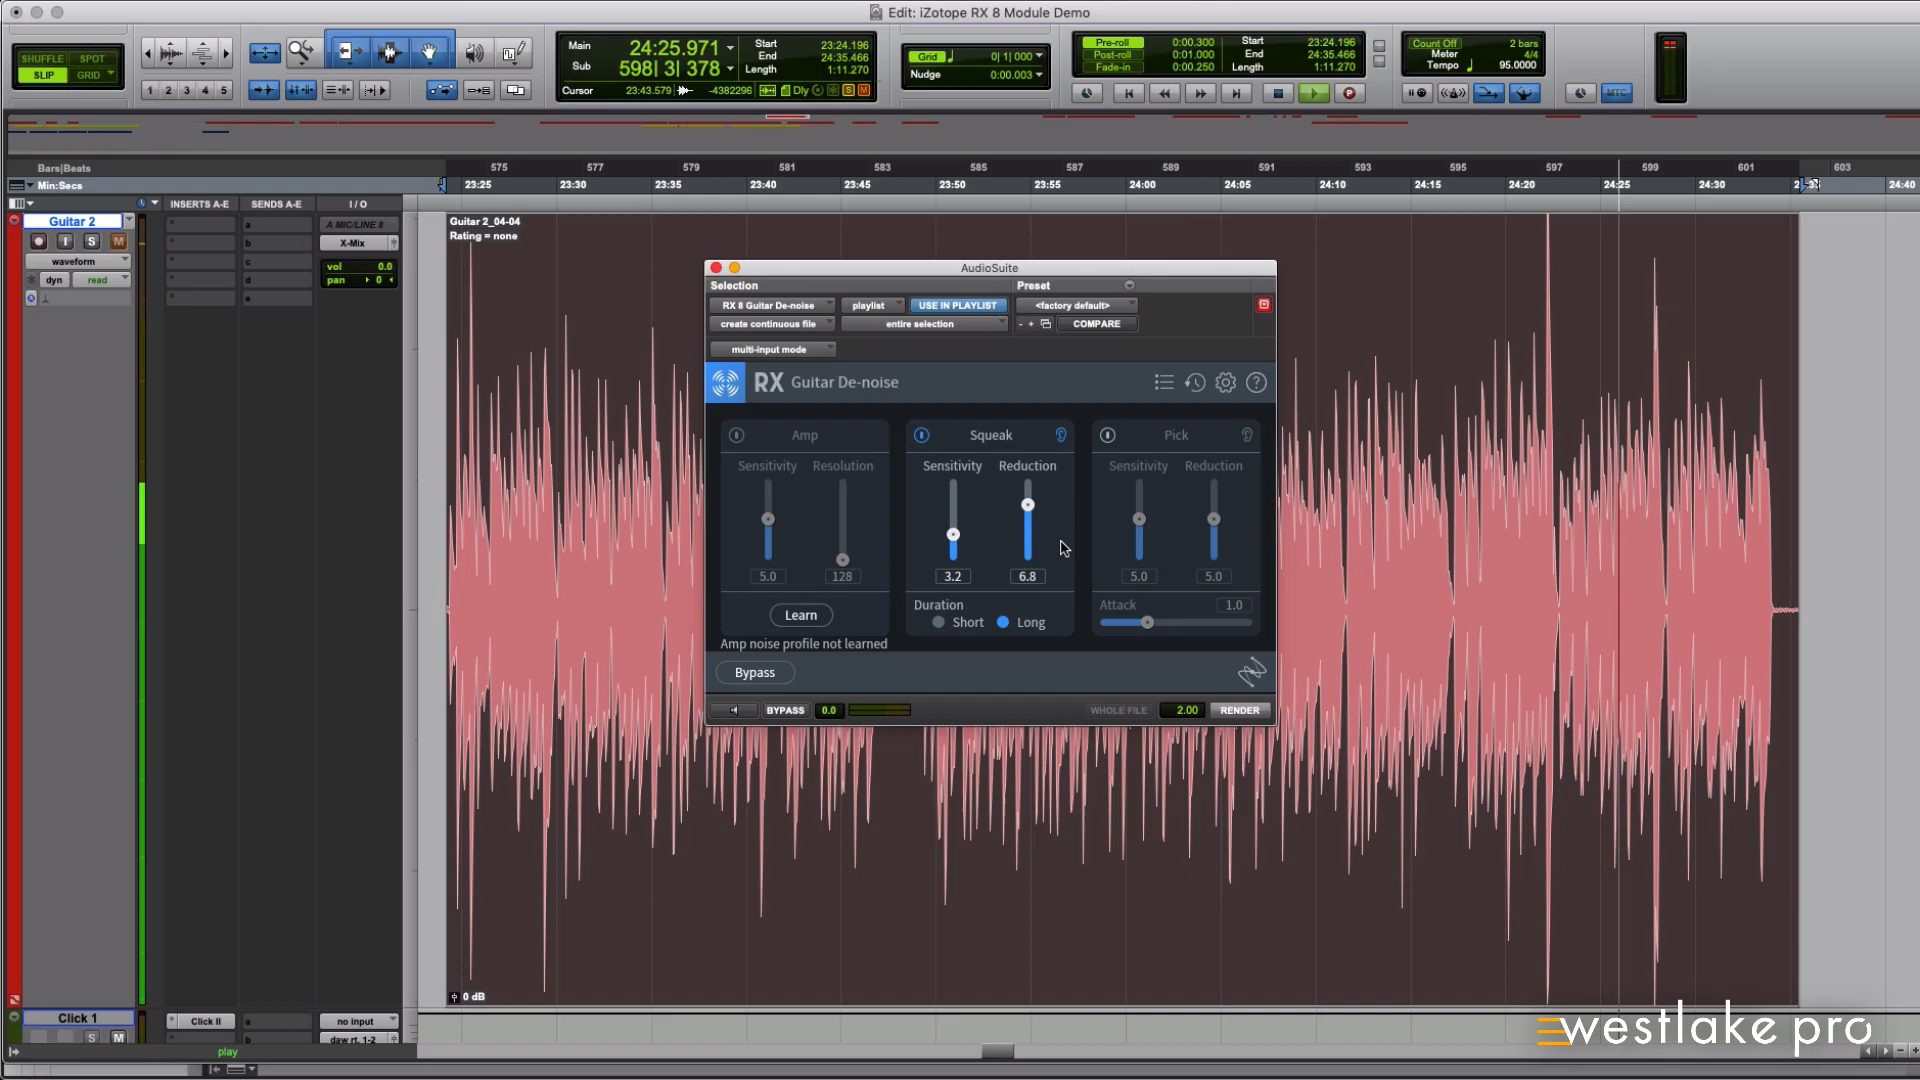 Edit: iZotope RX 8 Module Demo
SHUFFLE SPOT
SLIP GRID
1 2 3 4 5
Main 24:25.971
Sub 598| 3| 378
Start 23:24.196
End 24:35.466
Length 1:11.270
Cursor 23:43.579 -4382296 Dly S M
Grid 0| 1| 000
Nudge 0:00.003
Pre-roll 0:00.300
Post-roll 0:01.000
Fade-in 0:00.250
Start 23:24.196
End 24:35.466
Length 1:11.270
Count Off 2 bars
Meter 4/4
Tempo 95.0000
MTC
Bars|Beats 575 577 579 581 583 585 587 589 591 593 595 597 599 601 603
Min:Secs 23:25 23:30 23:35 23:40 23:45 23:50 23:55 24:00 24:05 24:10 24:15 24:20 24:25 24:30 24:40
INSERTS A-E SENDS A-E I / O
Guitar 2
I S M
waveform
dyn read
a
b
c
d
e
A MIC/LINE 8
X-Mix
vol 0.0
pan 0
Guitar 2_04-04
Rating = none
AudioSuite
Selection Preset
RX 8 Guitar De-noise playlist USE IN PLAYLIST <factory default>
create continuous file entire selection - + COMPARE
multi-input mode
RX Guitar De-noise
Amp Squeak Pick
Sensitivity Resolution Sensitivity Reduction Sensitivity Reduction
5.0 128 3.2 6.8 5.0 5.0
Learn
Duration
Short Long
Attack 1.0
Amp noise profile not learned
Bypass
BYPASS 0.0 WHOLE FILE 2.00 RENDER
0 dB
Click 1
S M
Click II
a
b
no input
daw rt. 1-2
play
westlake pro